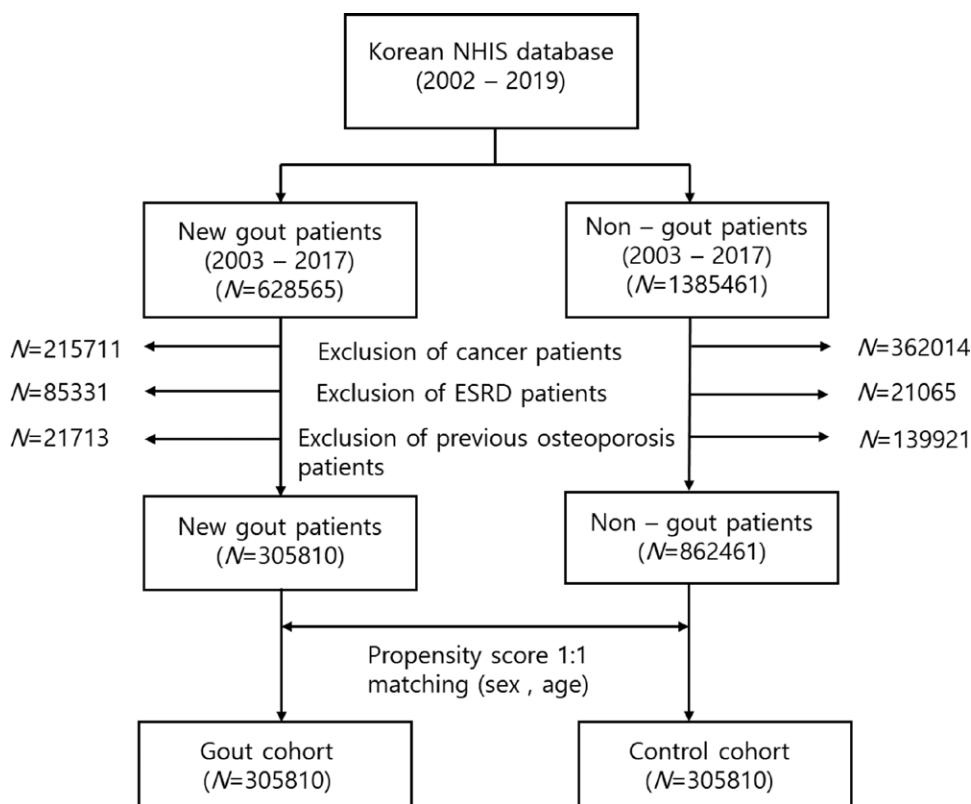 Korean NHIS database
(2002 – 2019)
New gout patients
(2003 – 2017)
(N=628565)
Non – gout patients
(2003 – 2017)
(N=1385461)
N=215711
Exclusion of cancer patients
N=362014
N=85331
Exclusion of ESRD patients
N=21065
N=21713
Exclusion of previous osteoporosis
patients
N=139921
New gout patients
(N=305810)
Non – gout patients
(N=862461)
Propensity score 1:1
matching (sex , age)
Gout cohort
(N=305810)
Control cohort
(N=305810)